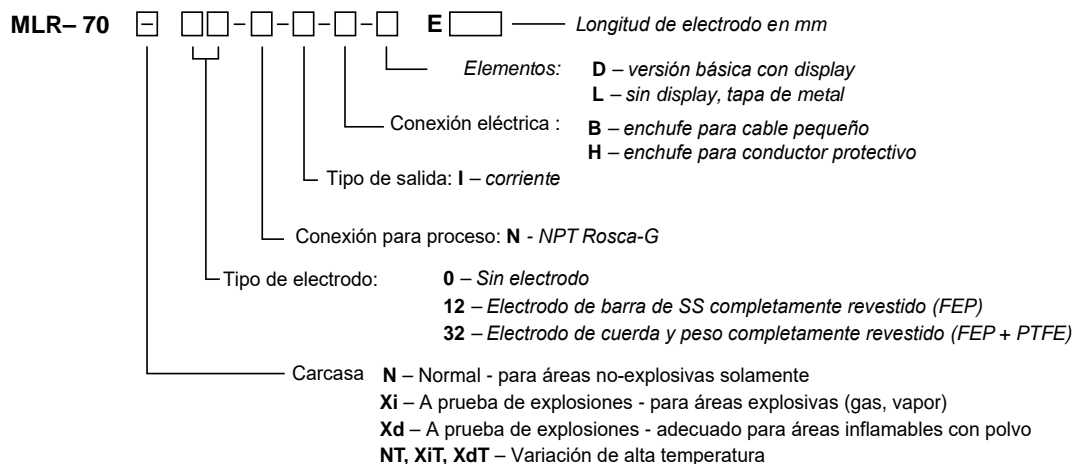 MLR– 70 – – – – – E Longitud de electrodo en mm
Elementos: D – versión básica con display
L – sin display, tapa de metal
Conexión eléctrica : B – enchufe para cable pequeño
H – enchufe para conductor protectivo
Tipo de salida: I – corriente
Conexión para proceso: N - NPT Rosca-G
Tipo de electrodo: 0 – Sin electrodo
12 – Electrodo de barra de SS completamente revestido (FEP)
32 – Electrodo de cuerda y peso completamente revestido (FEP + PTFE)
Carcasa N – Normal - para áreas no-explosivas solamente
Xi – A prueba de explosiones - para áreas explosivas (gas, vapor)
Xd – A prueba de explosiones - adecuado para áreas inflamables con polvo
NT, XiT, XdT – Variación de alta temperatura